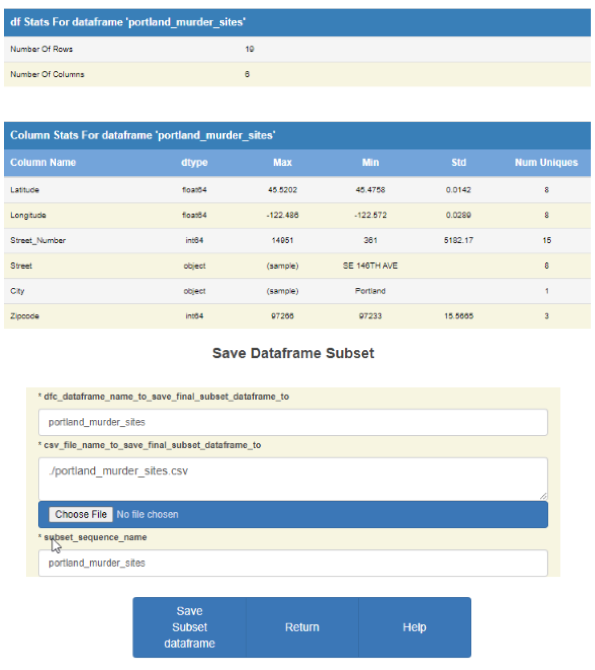 df Stats For dataframe 'portland_murder_sites'
Number Of Rows 19
Number Of Columns 6
Column Stats For dataframe 'portland_murder_sites'
Column Name dtype Max Min Std Num Uniques
Latitude float64 45.5202 45.4758 0.0142 8
Longitude float64 -122.486 -122.572 0.0289 8
Street_Number int64 14951 361 5182.17 15
Street object (sample) SE 146TH AVE 8
City object (sample) Portland 1
Zipcode int64 97266 97233 15.5665 3
Save Dataframe Subset
* dfc_dataframe_name_to_save_final_subset_dataframe_to
portland_murder_sites
* csv_file_name_to_save_final_subset_dataframe_to
./portland_murder_sites.csv
Choose File No file chosen
* subset_sequence_name
portland_murder_sites
Save
Subset
dataframe
Return
Help